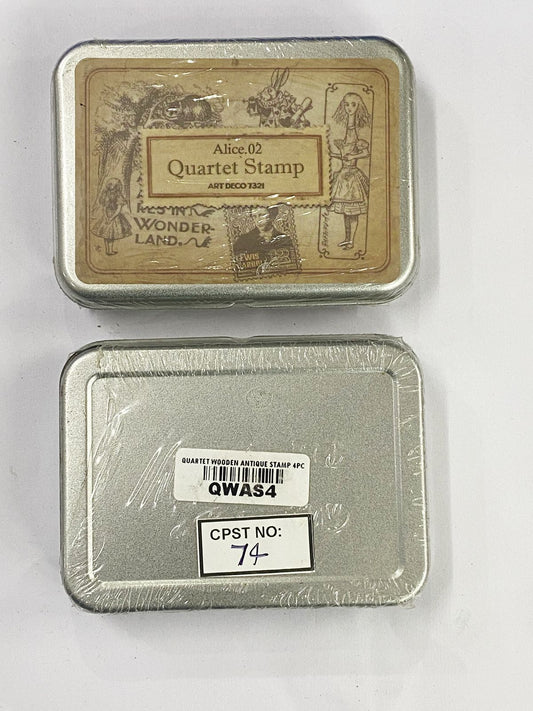 Alice.02
Quartet Stamp
ART DECO 7321
WONDER-
LAND.
QUARTET WOODEN ANTIQUE STAMP 4PC
QWAS4
CPST NO:
74